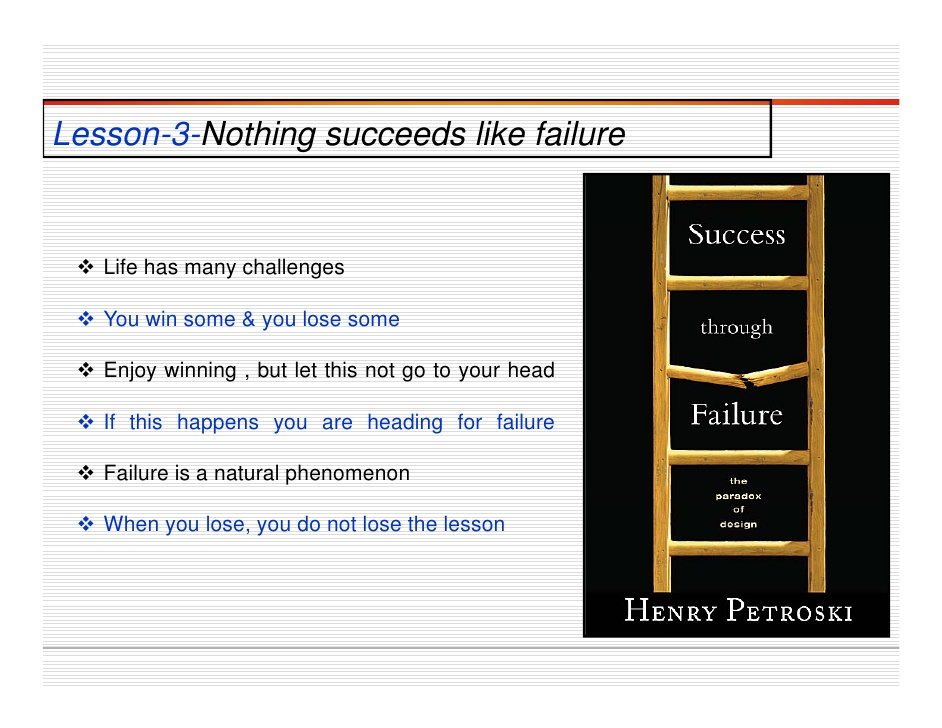 Lesson-3-Nothing succeeds like failure
Life has many challenges
You win some & you lose some
Enjoy winning , but let this not go to your head
If this happens you are heading for failure
Failure is a natural phenomenon
When you lose, you do not lose the lesson
Success
through
Failure
the
paradox
of
design
HENRY PETROSKI